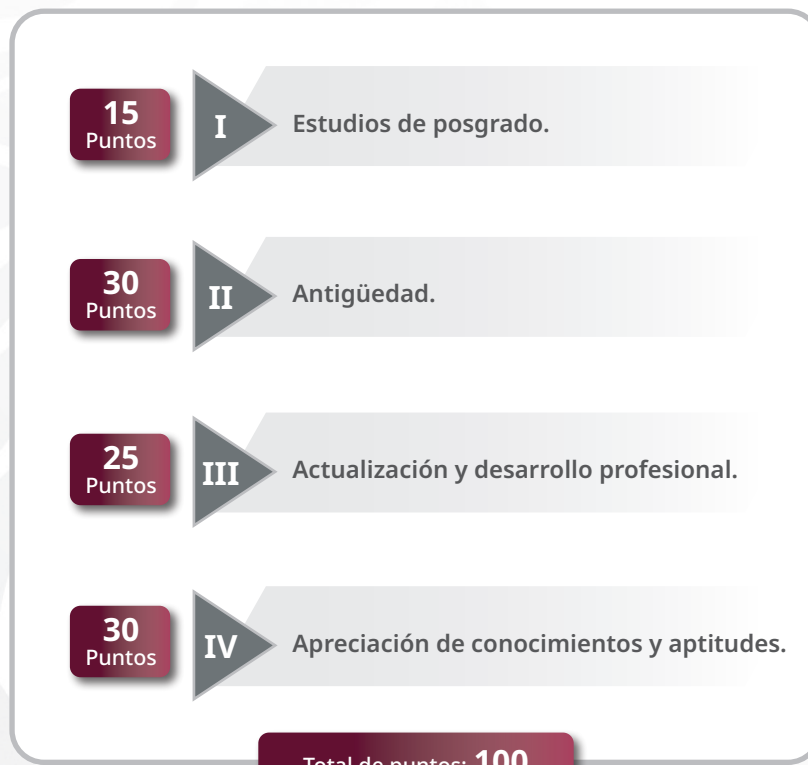 15
Puntos
I
Estudios de posgrado.
30
Puntos
II
Antigüedad.
25
Puntos
III
Actualización y desarrollo profesional.
30
Puntos
IV
Apreciación de conocimientos y aptitudes.
Total de puntos: 100